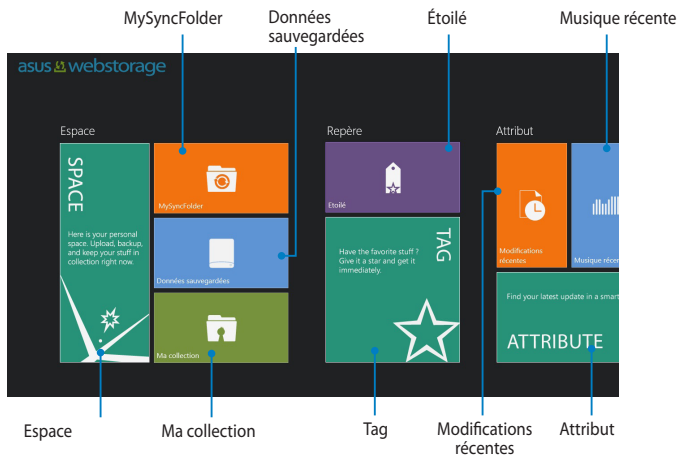 MySyncFolder
Données
sauvegardées
Étoilé
Musique récente
asus webstorage
Espace
Repère
Attribut
SPACE
Here is your personal
space. Upload, backup,
and keep your stuff in
collection right now.
MySyncFolder
Données sauvegardées
Ma collection
Etoilé
TAG
Have the favorite stuff ?
Give it a star and get it
immediately.
Modifications
récentes
Musique récen
Find your latest update in a smart
ATTRIBUTE
Espace
Ma collection
Tag
Modifications
récentes
Attribut